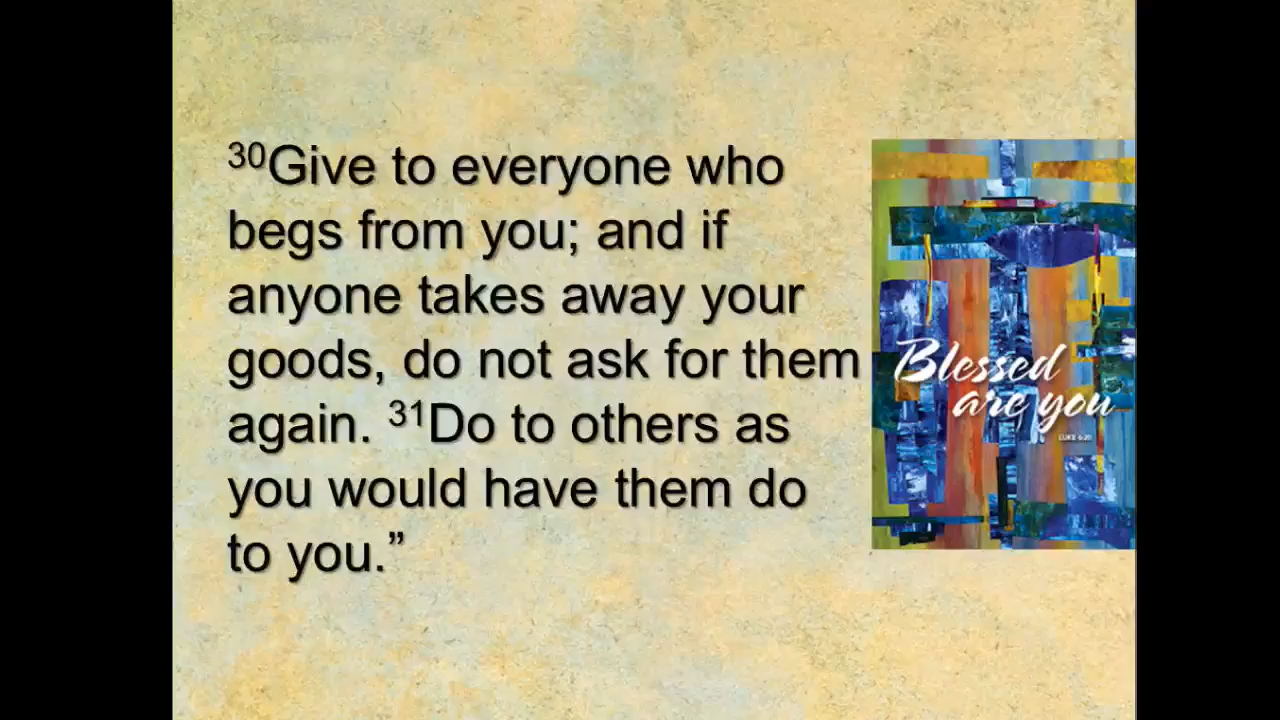 30Give to everyone who
begs from you; and if
anyone takes away your
goods, do not ask for them
again. 31Do to others as
you would have them do
to you.”
Blessed
are you
LUKE 6:20